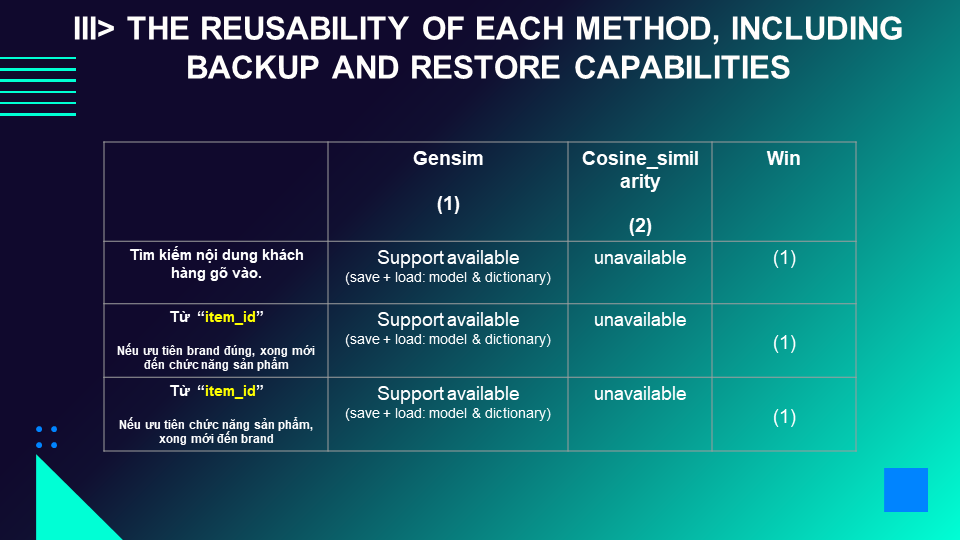 III> THE REUSABILITY OF EACH METHOD, INCLUDING
BACKUP AND RESTORE CAPABILITIES
Gensim
(1)
Cosine_simil
arity
(2)
Win
Tìm kiếm nội dung khách
hàng gõ vào.
Support available
(save + load: model & dictionary)
unavailable
(1)
Từ “item_id”
Nếu ưu tiên brand đúng, xong mới
đến chức năng sản phẩm
Support available
(save + load: model & dictionary)
unavailable
(1)
Từ “item_id”
Nếu ưu tiên chức năng sản phẩm,
xong mới đến brand
Support available
(save + load: model & dictionary)
unavailable
(1)